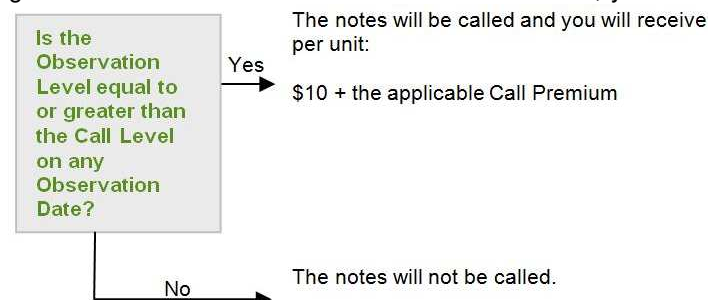 Is the
Observation
Level equal to
or greater than
the Call Level
on any
Observation
Date?
Yes
The notes will be called and you will receive
per unit:
$10 + the applicable Call Premium
No
The notes will not be called.